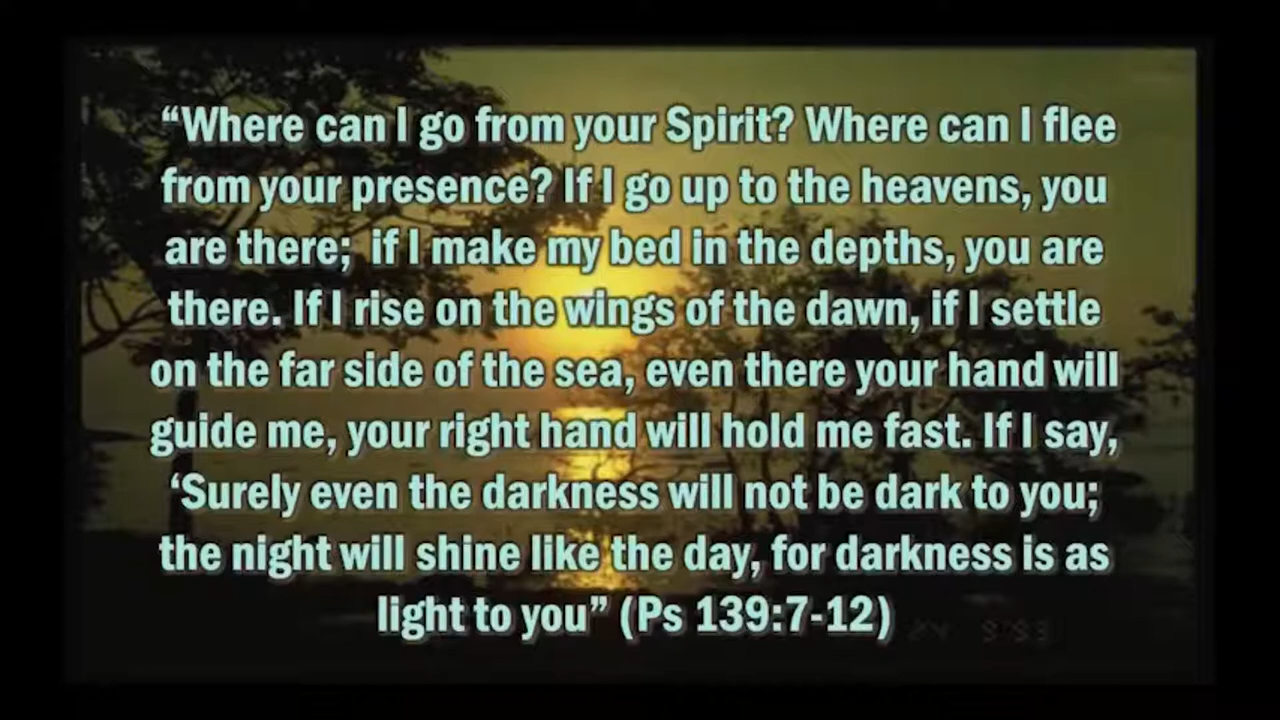 “Where can I go from your Spirit? Where can I flee
from your presence? If I go up to the heavens, you
are there;  if I make my bed in the depths, you are
there. If I rise on the wings of the dawn, if I settle
on the far side of the sea, even there your hand will
guide me, your right hand will hold me fast. If I say,
‘Surely even the darkness will not be dark to you;
the night will shine like the day, for darkness is as
light to you” (Ps 139:7-12)